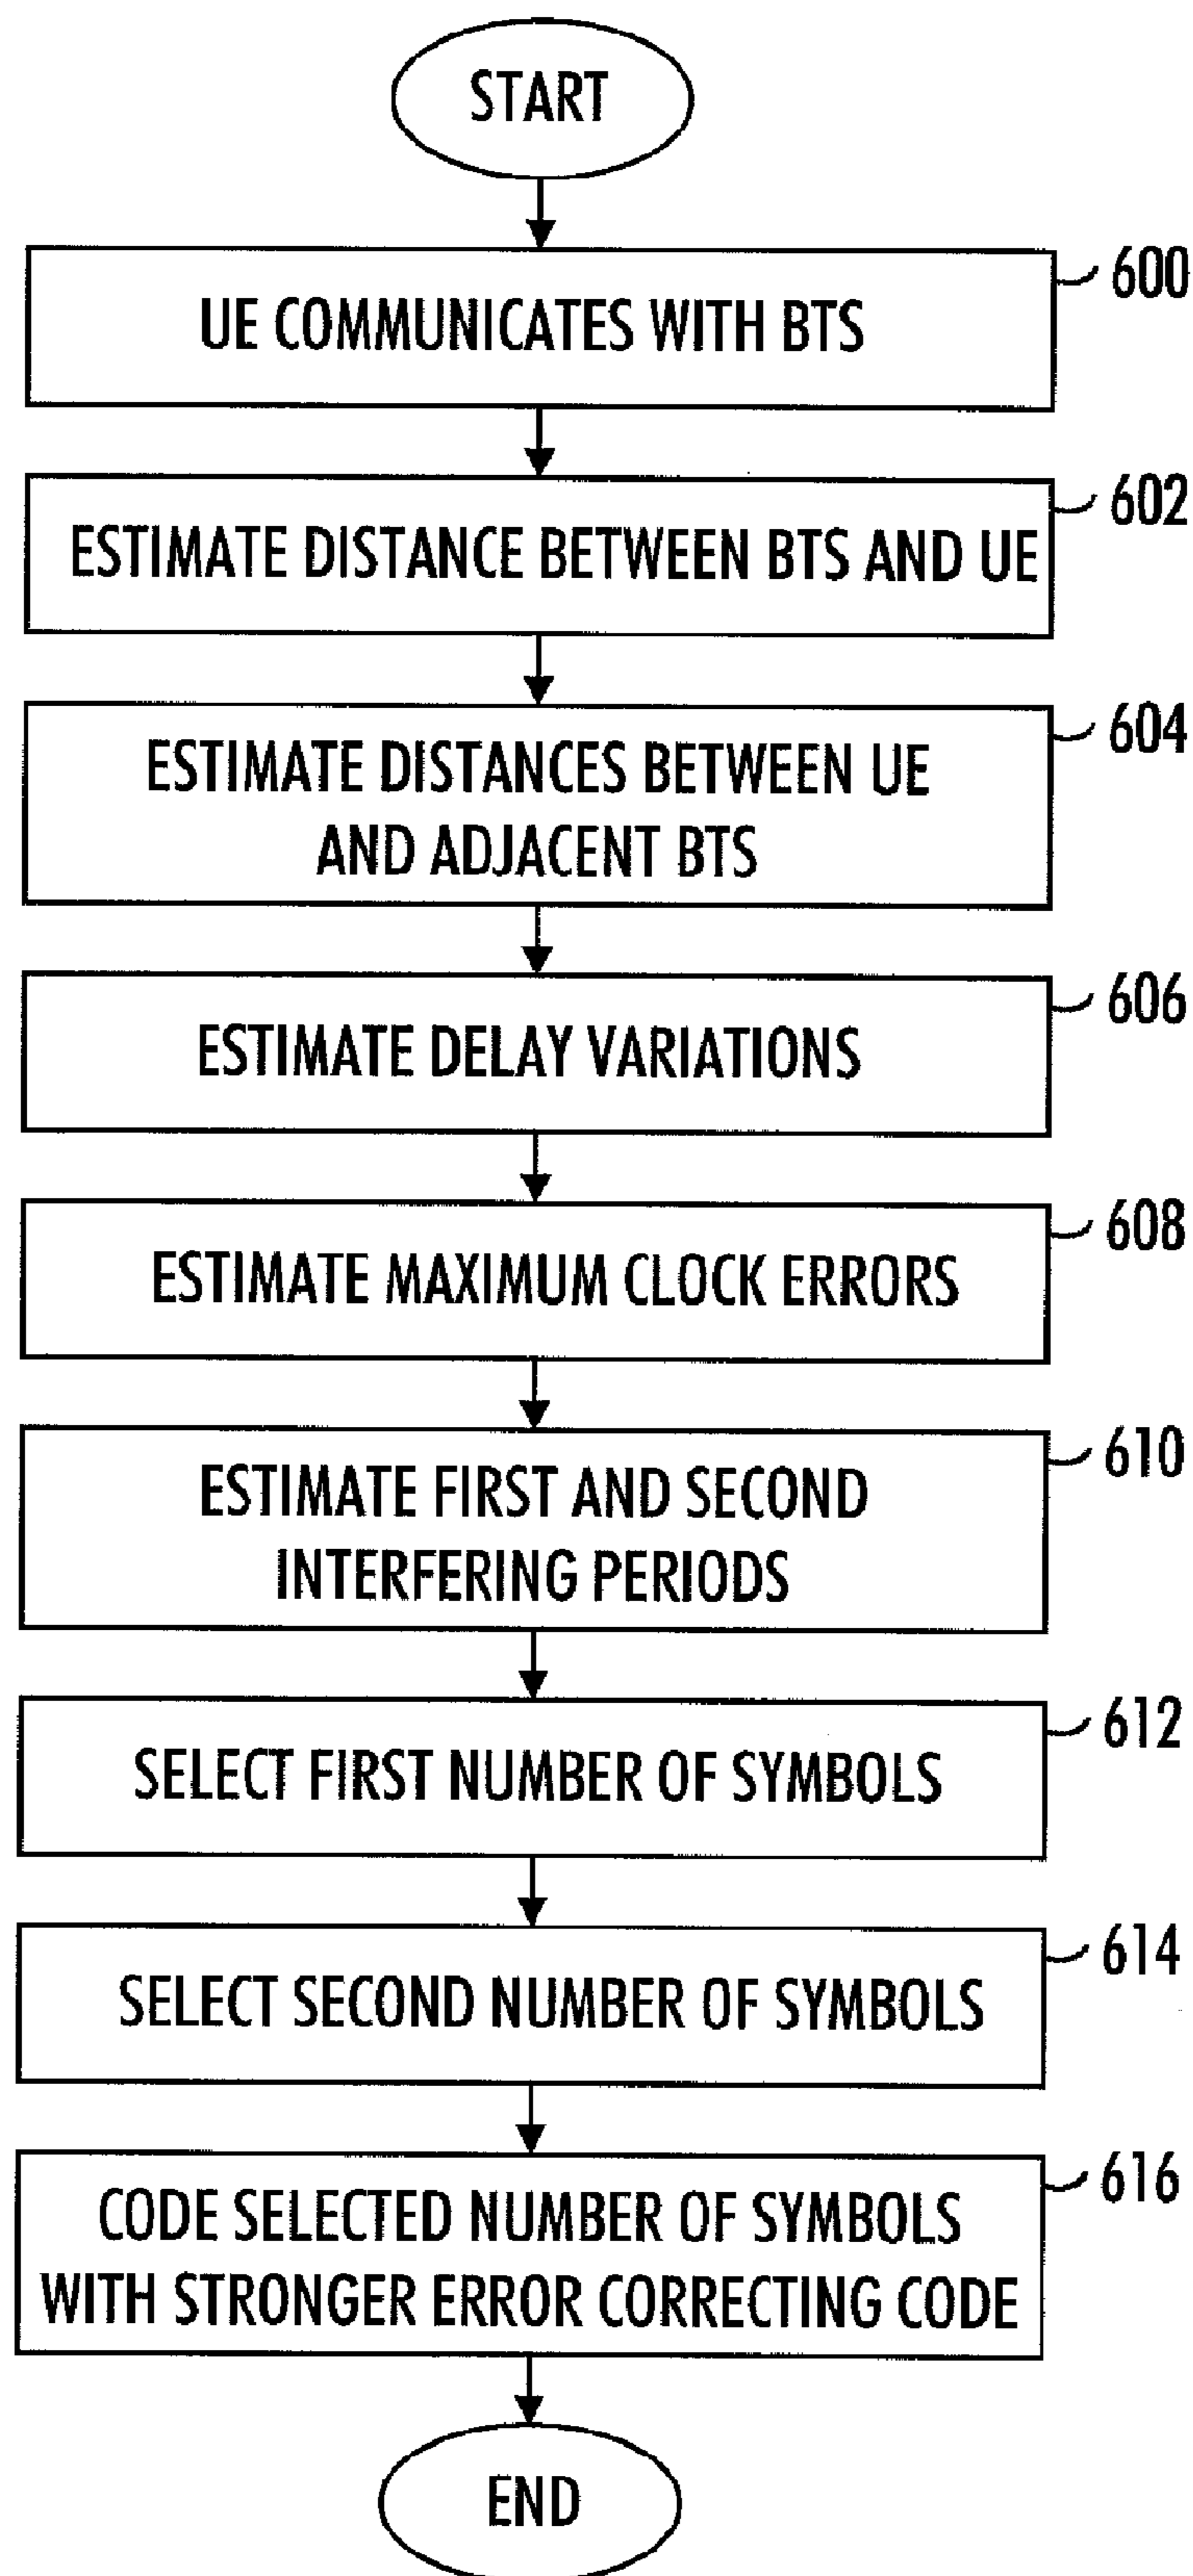 START
600
UE COMMUNICATES WITH BTS
602
ESTIMATE DISTANCE BETWEEN BTS AND UE
604
ESTIMATE DISTANCES BETWEEN UE
AND ADJACENT BTS
606
ESTIMATE DELAY VARIATIONS
608
ESTIMATE MAXIMUM CLOCK ERRORS
610
ESTIMATE FIRST AND SECOND
INTERFERING PERIODS
612
SELECT FIRST NUMBER OF SYMBOLS
614
SELECT SECOND NUMBER OF SYMBOLS
616
CODE SELECTED NUMBER OF SYMBOLS
WITH STRONGER ERROR CORRECTING CODE
END